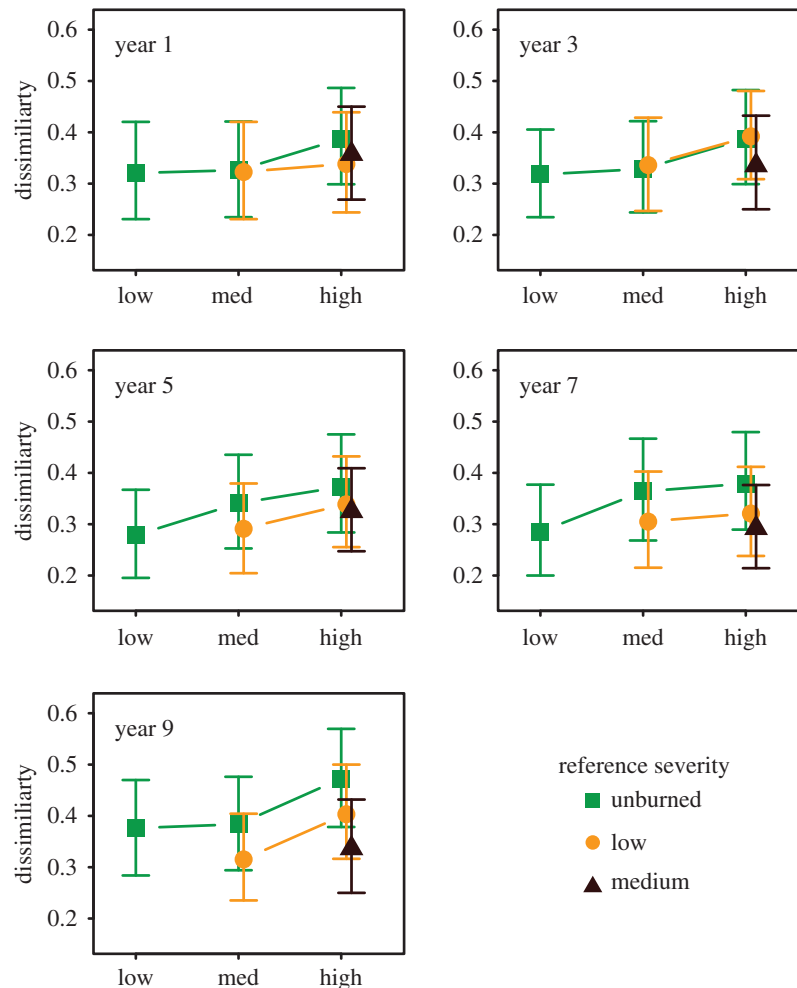 year 1
dissimiliarty
0.6
0.5
0.4
0.3
0.2
low med high
year 3
0.6
0.5
0.4
0.3
0.2
low med high
year 5
dissimiliarty
0.6
0.5
0.4
0.3
0.2
low med high
year 7
dissimiliarty
0.6
0.5
0.4
0.3
0.2
low med high
year 9
dissimiliarty
0.6
0.5
0.4
0.3
0.2
low med high
reference severity
unburned
low
medium